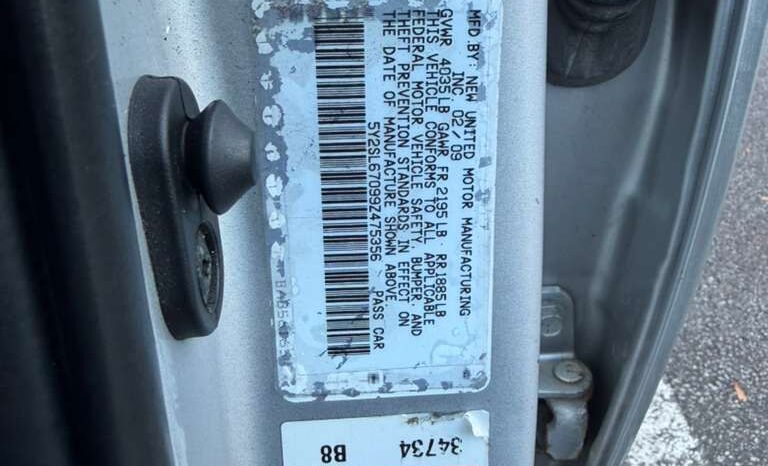 MFD BY: NEW UNITED MOTOR MANUFACTURING
INC. 02/09
GVWR 4035LB GAWR FR 2195LB RR 1885LB
THIS VEHICLE CONFORMS TO ALL APPLICABLE
FEDERAL MOTOR VEHICLE SAFETY, BUMPER, AND
THEFT PREVENTION STANDARDS IN EFFECT ON
THE DATE OF MANUFACTURE SHOWN ABOVE.
5Y2SL67099Z475356 PASS CAR
34734
B8